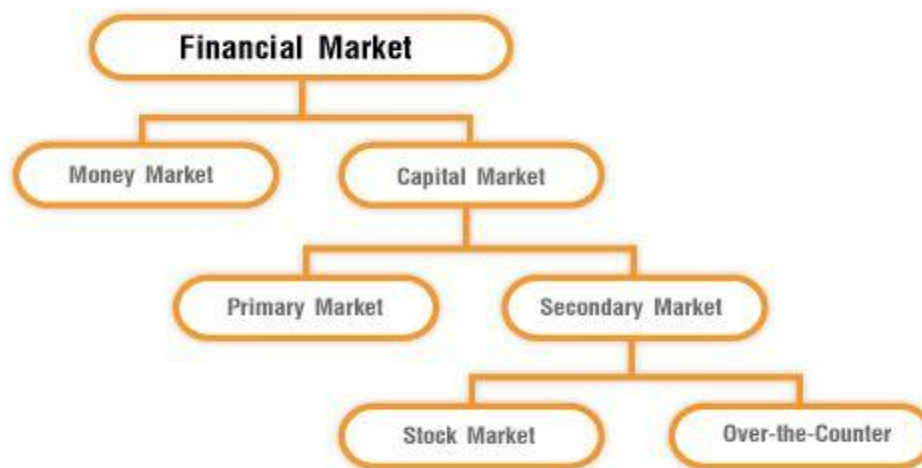 Financial Market
Money Market
Capital Market
Primary Market
Secondary Market
Stock Market
Over-the-Counter